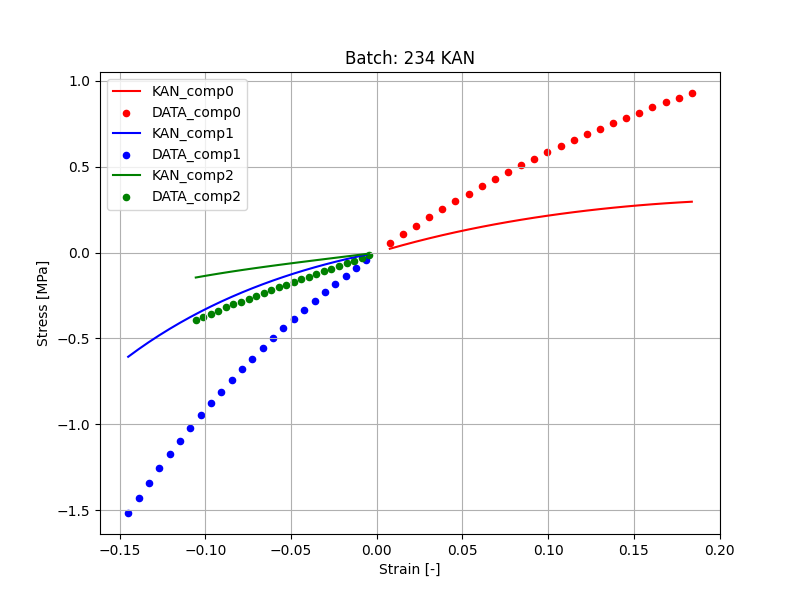 Batch: 234 KAN
KAN_comp0
DATA_comp0
KAN_comp1
DATA_comp1
KAN_comp2
DATA_comp2
1.0
0.5
0.0
−0.5
−1.0
−1.5
Stress [MPa]
−0.15
−0.10
−0.05
0.00
0.05
0.10
0.15
0.20
Strain [-]